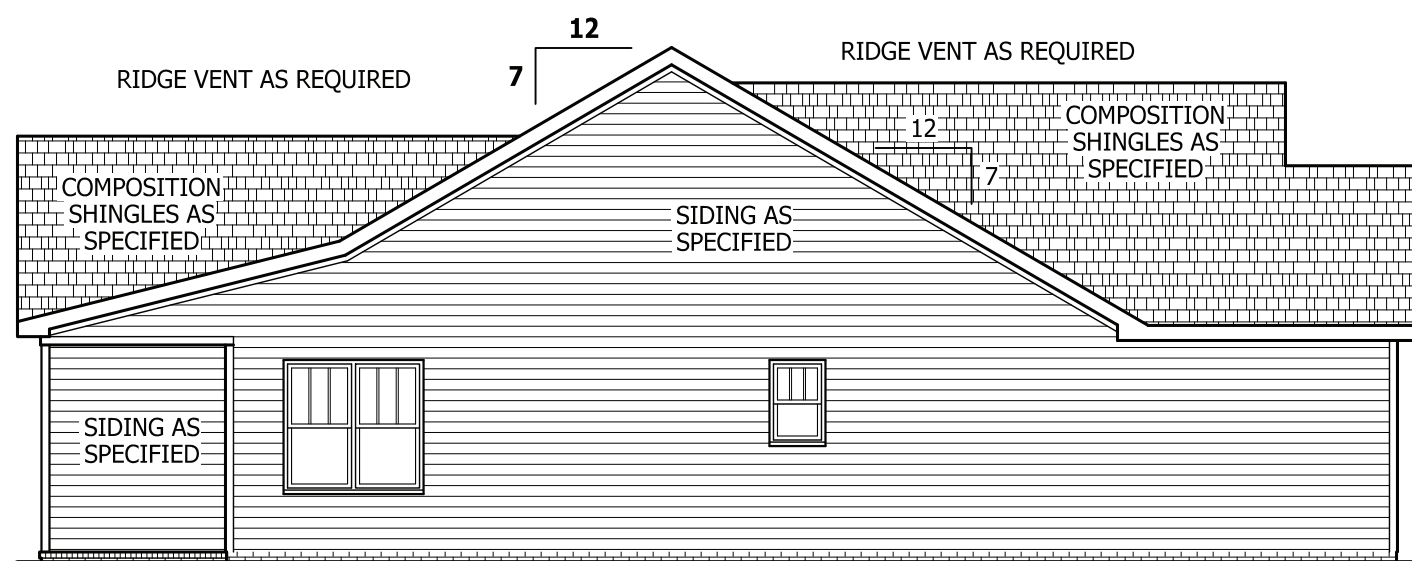 12
RIDGE VENT AS REQUIRED
7
RIDGE VENT AS REQUIRED
COMPOSITION
SHINGLES AS
SPECIFIED
12
7
COMPOSITION
SHINGLES AS
SPECIFIED
SIDING AS
SPECIFIED
SIDING AS
SPECIFIED